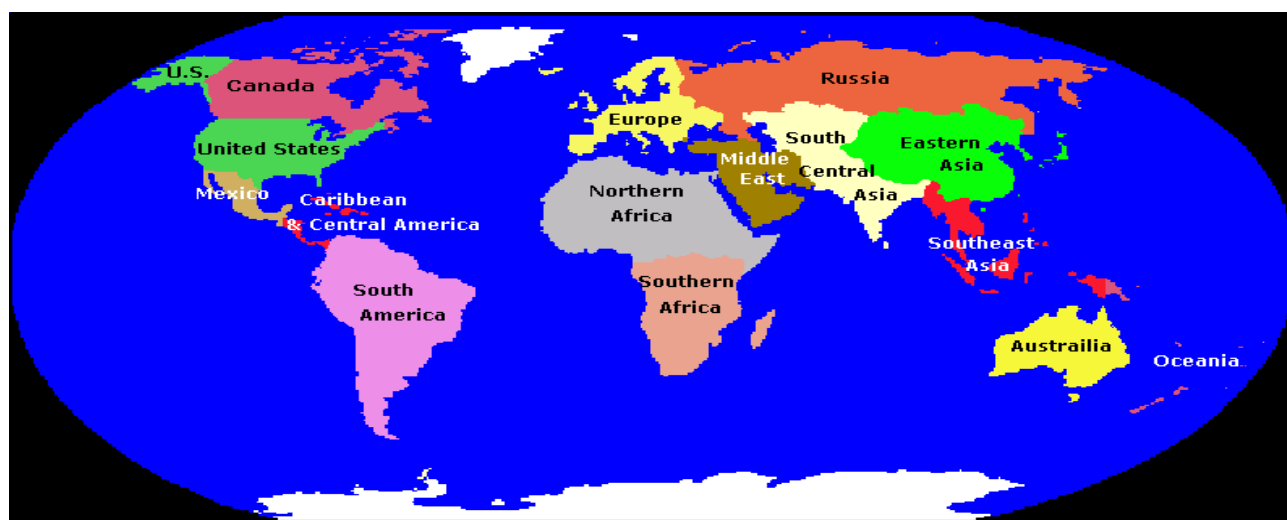 U.S.
Canada
Russia
Europe
South
Central
Asia
Eastern
Asia
United States
Middle
East
Mexico
Caribbean
& Central America
Northern
Africa
Southeast
Asia
South
America
Southern
Africa
Austrailia
Oceania